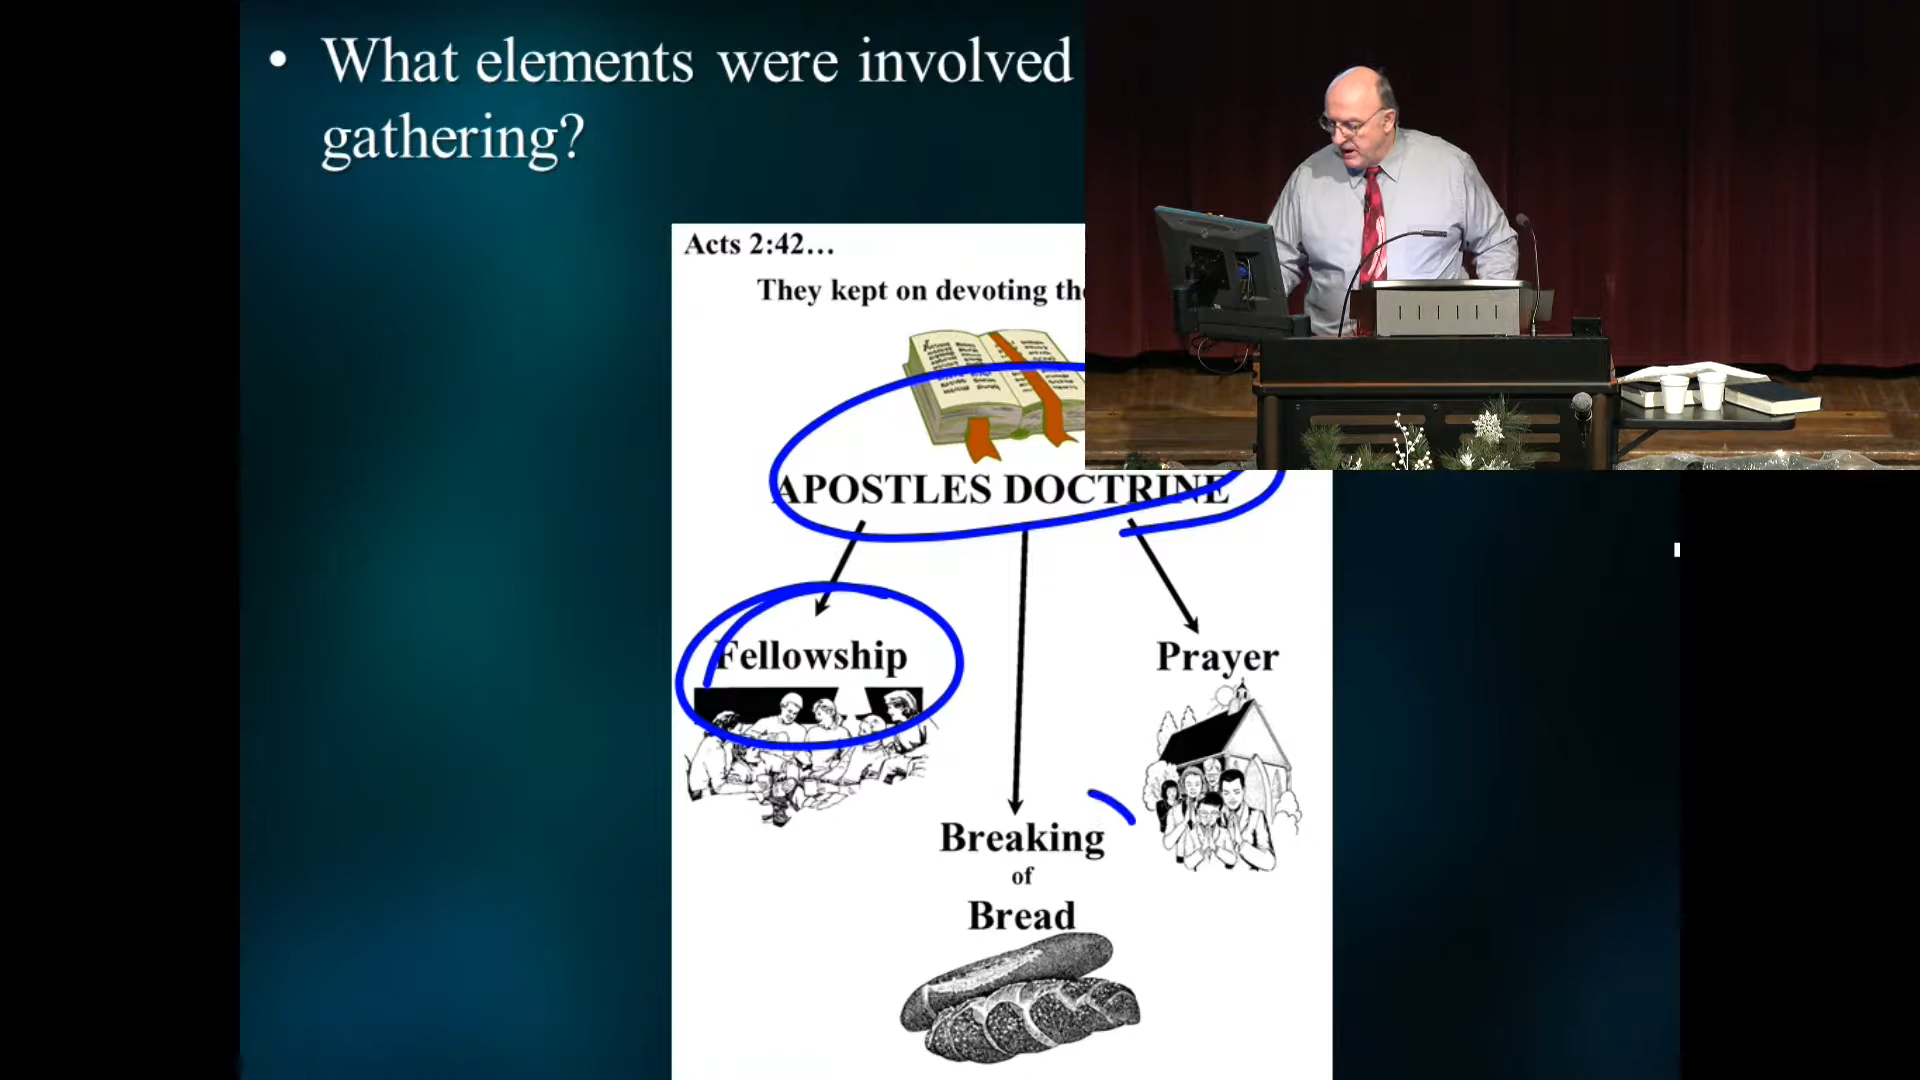 • What elements were involved
gathering?
Acts 2:42…
They kept on devoting
APOSTLES DOCTRINE
Fellowship
Prayer
Breaking
of
Bread